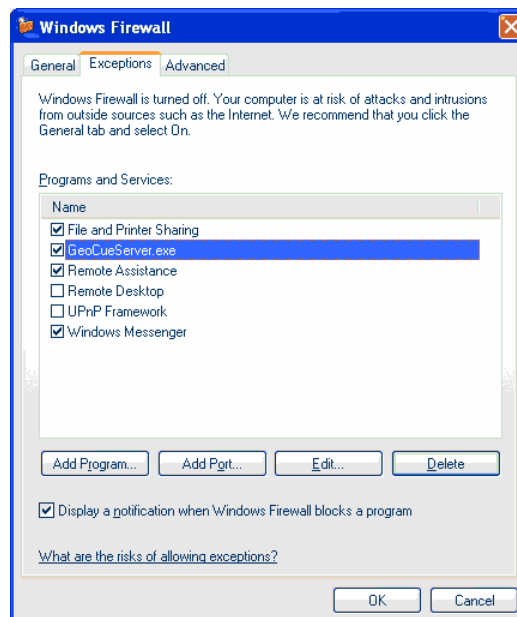 Windows Firewall
General Exceptions Advanced
Windows Firewall is turned off. Your computer is at risk of attacks and intrusions
from outside sources such as the Internet. We recommend that you click the
General tab and select On.
Programs and Services:
Name
File and Printer Sharing
GeoCueServer.exe
Remote Assistance
Remote Desktop
UPnP Framework
Windows Messenger
Add Program... Add Port... Edit... Delete
Display a notification when Windows Firewall blocks a program
What are the risks of allowing exceptions?
OK Cancel